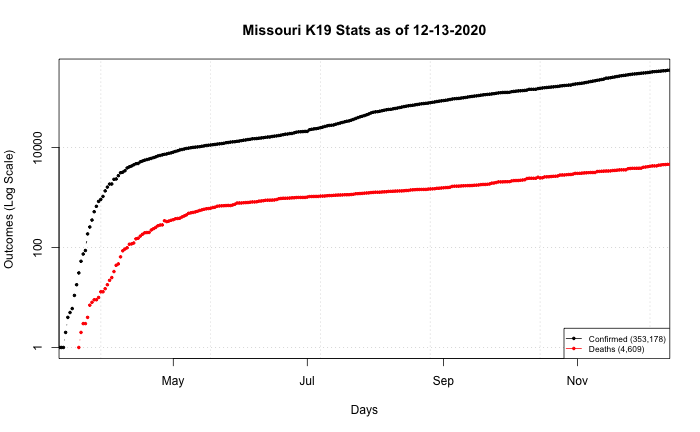 Missouri K19 Stats as of 12-13-2020
Outcomes (Log Scale)
10000
100
1
Confirmed (353,178)
Deaths (4,609)
May Jul Sep Nov
Days